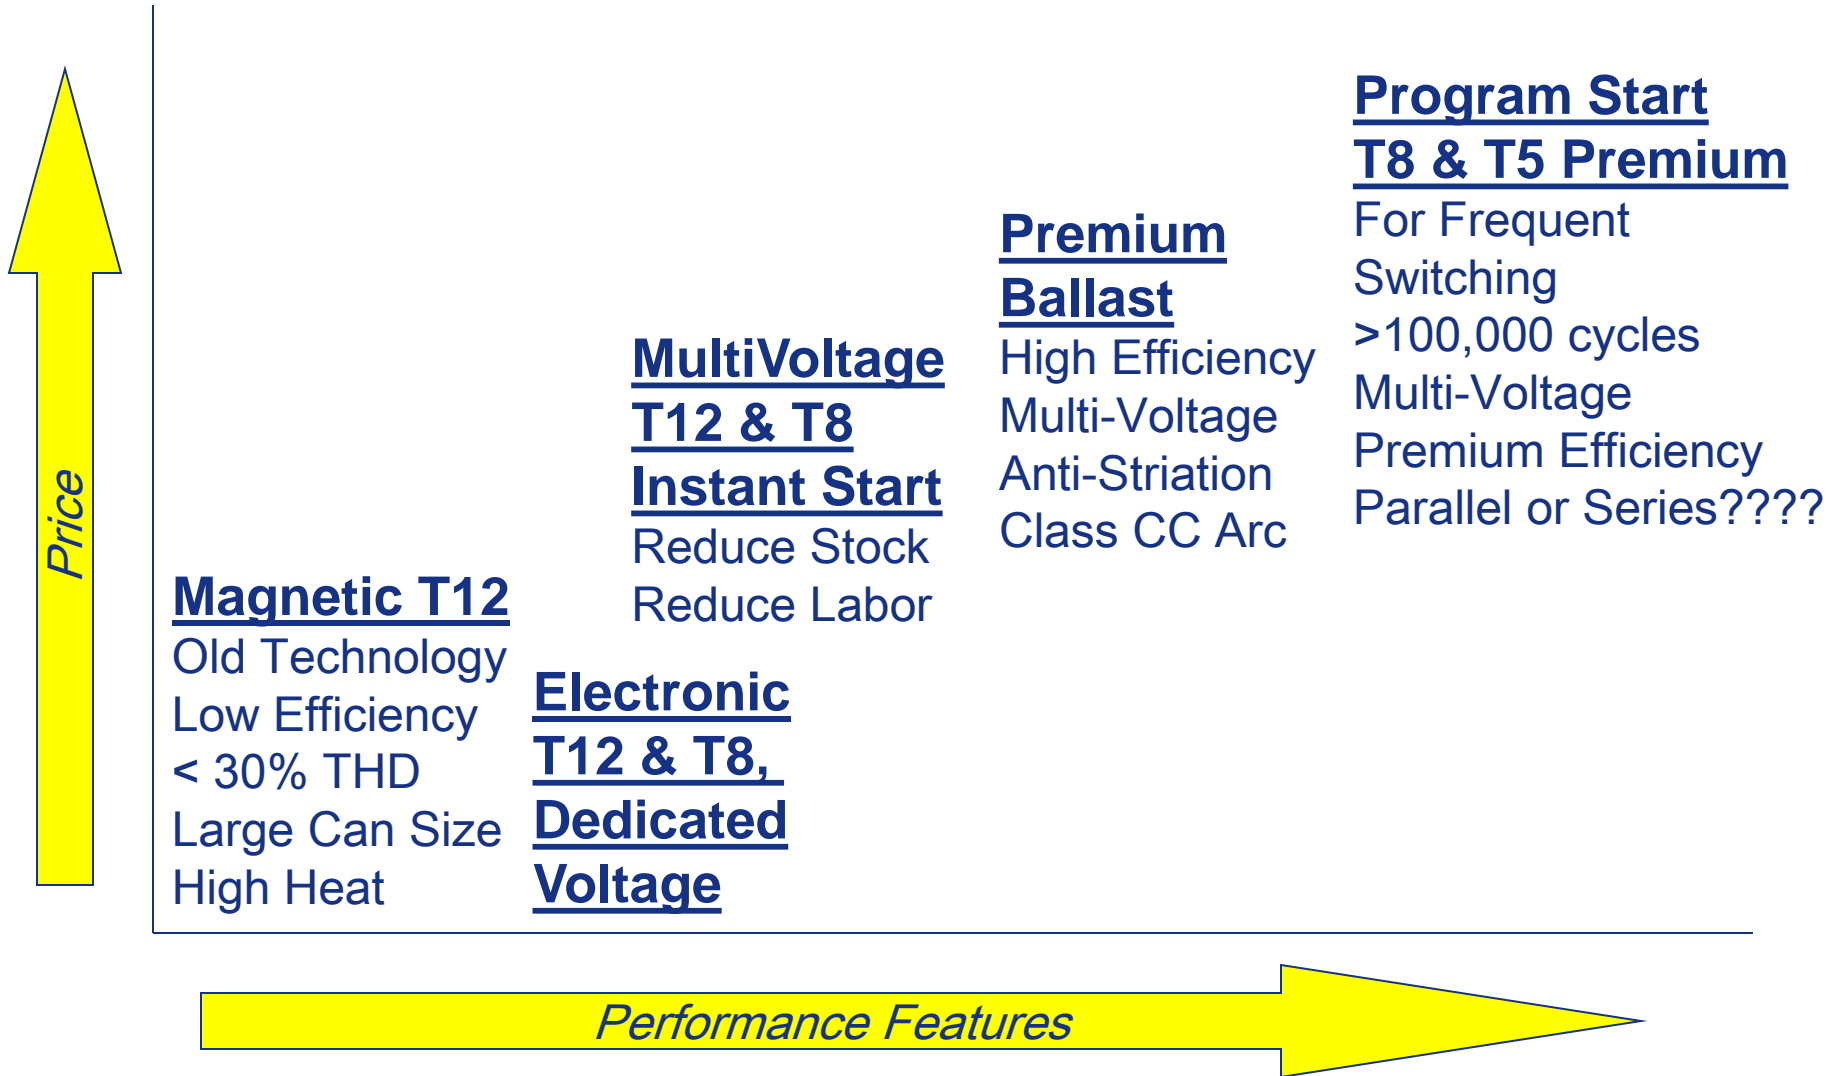 Price
Magnetic T12
Old Technology
Low Efficiency
< 30% THD
Large Can Size
High Heat
Electronic
T12 & T8,
Dedicated
Voltage
MultiVoltage
T12 & T8
Instant Start
Reduce Stock
Reduce Labor
Premium
Ballast
High Efficiency
Multi-Voltage
Anti-Striation
Class CC Arc
Program Start
T8 & T5 Premium
For Frequent
Switching
>100,000 cycles
Multi-Voltage
Premium Efficiency
Parallel or Series????
Performance Features